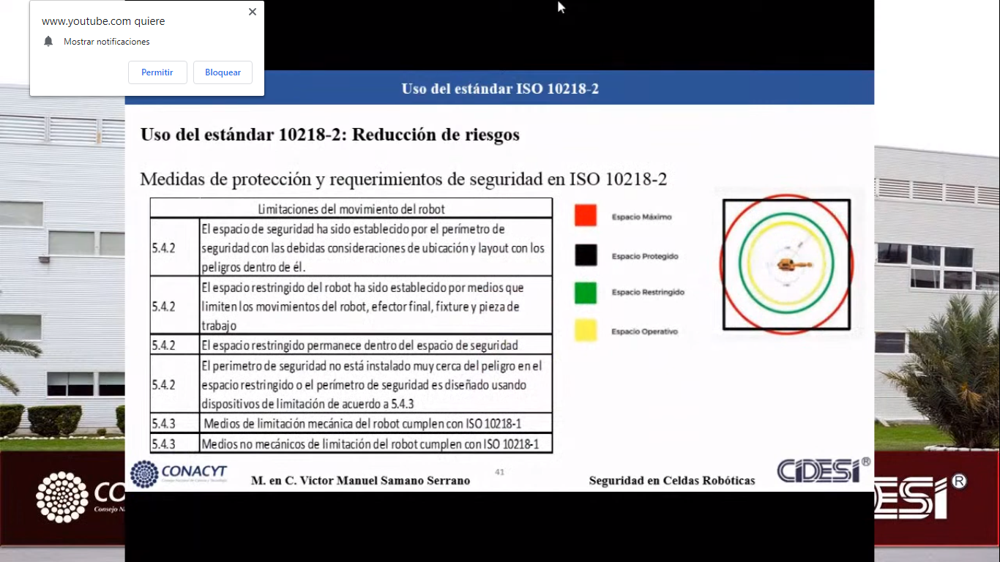 www.youtube.com quiere
Mostrar notificaciones
Permitir
Bloquear
Uso del estándar ISO 10218-2
Uso del estándar 10218-2: Reducción de riesgos
Medidas de protección y requerimientos de seguridad en ISO 10218-2
Limitaciones del movimiento del robot
5.4.2
El espacio de seguridad ha sido establecido por el perímetro de
seguridad con las debidas consideraciones de ubicación y layout con los
peligros dentro de él.
5.4.2
El espacio restringido del robot ha sido establecido por medios que
limiten los movimientos del robot, efector final, fixture y pieza de
trabajo
5.4.2
El espacio restringido permanece dentro del espacio de seguridad
5.4.2
El perimetro de seguridad no está instalado muy cerca del peligro en el
espacio restringido o el perímetro de seguridad es diseñado usando
dispositivos de limitación de acuerdo a 5.4.3
5.4.3
Medios de limitación mecánica del robot cumplen con ISO 10218-1
5.4.3
Medios no mecánicos de limitación del robot cumplen con ISO 10218-1
Espacio Máximo
Espacio Protegido
Espacio Restringido
Espacio Operativo
CONACYT
Consejo Nacional de Ciencia y Tecnología
M. en C. Victor Manuel Samano Serrano
41
Seguridad en Celdas Robóticas
CIDESI®
CO
Consejo Na
DESI®